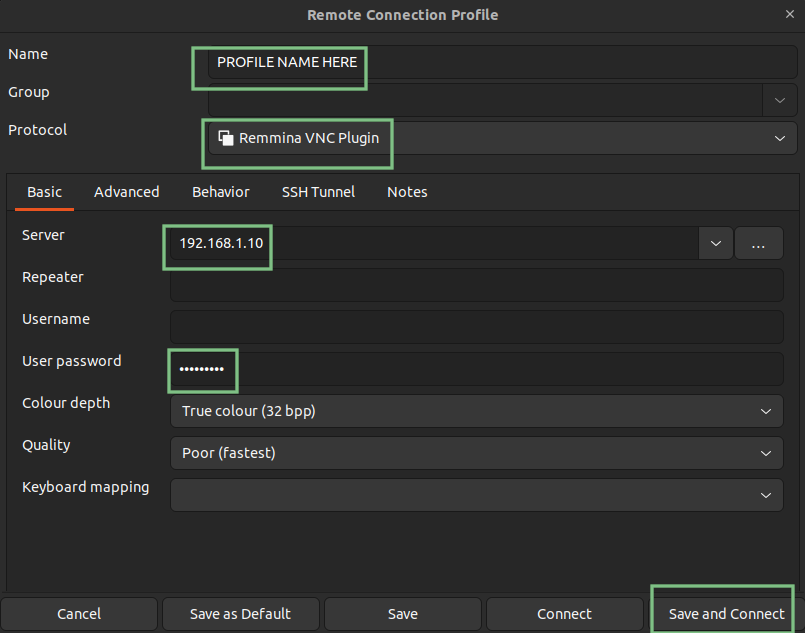 Remote Connection Profile
Name
PROFILE NAME HERE
Group
Protocol
Remmina VNC Plugin
Basic Advanced Behavior SSH Tunnel Notes
Server
192.168.1.10
...
Repeater
Username
User password
•••••••••
Colour depth
True colour (32 bpp)
Quality
Poor (fastest)
Keyboard mapping
Cancel Save as Default Save Connect Save and Connect